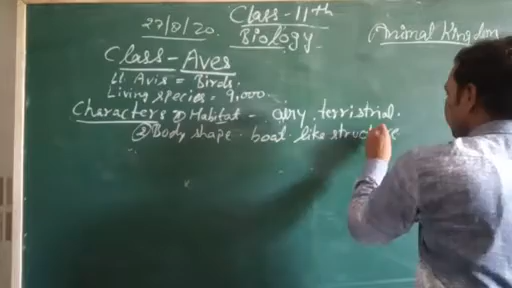 27/8/20. Class-11th
Biology
Animal kingdom
Class - Aves
Lt Avis = Birds.
Living species = 9,000.
Characters ① Habitat - terristrial.
② Body shape. boat like structure